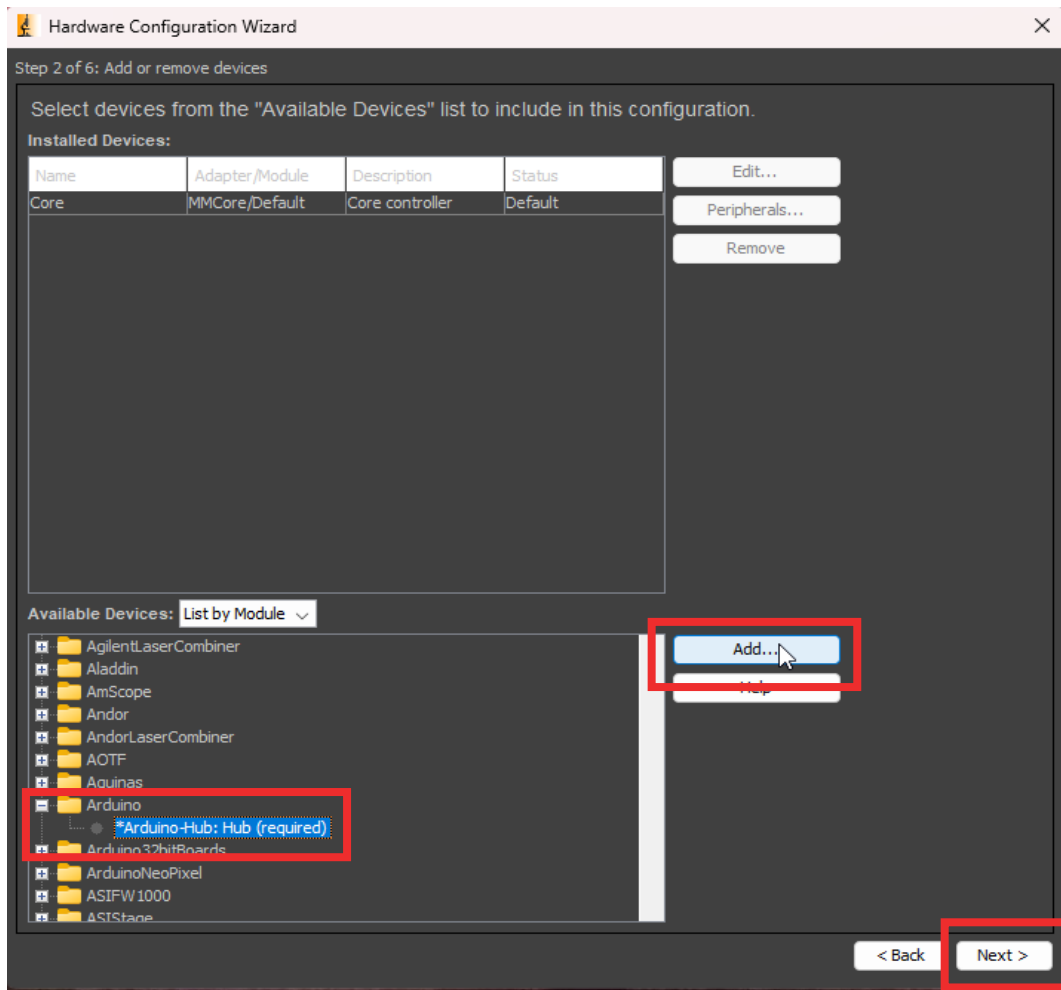 Hardware Configuration Wizard
Step 2 of 6: Add or remove devices
Select devices from the "Available Devices" list to include in this configuration.
Installed Devices:
Name Adapter/Module Description Status
Core MMCore/Default Core controller Default
Edit...
Peripherals...
Remove
Available Devices: List by Module
AgilentLaserCombiner
Aladdin
AmScope
Andor
AndorLaserCombiner
AOTF
Aquinas
Arduino
*Arduino-Hub: Hub (required)
Arduino32bitBoards
ArduinoNeoPixel
ASIFW1000
ASIStage
Add...
Help
< Back Next >